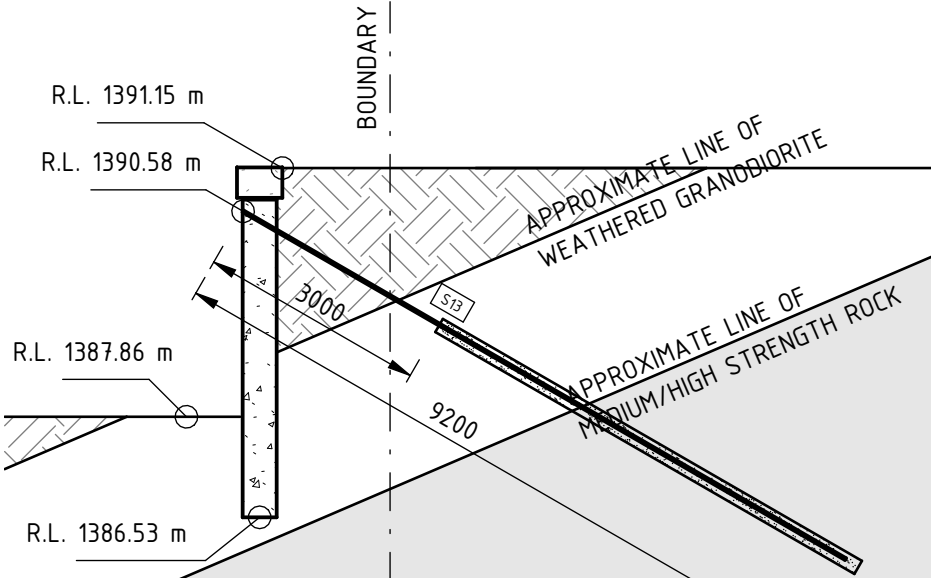 BOUNDARY
R.L. 1391.15 m
R.L. 1390.58 m
APPROXIMATE LINE OF
WEATHERED GRANODIORITE
S13
3000
APPROXIMATE LINE OF
MEDIUM/HIGH STRENGTH ROCK
R.L. 1387.86 m
9200
R.L. 1386.53 m